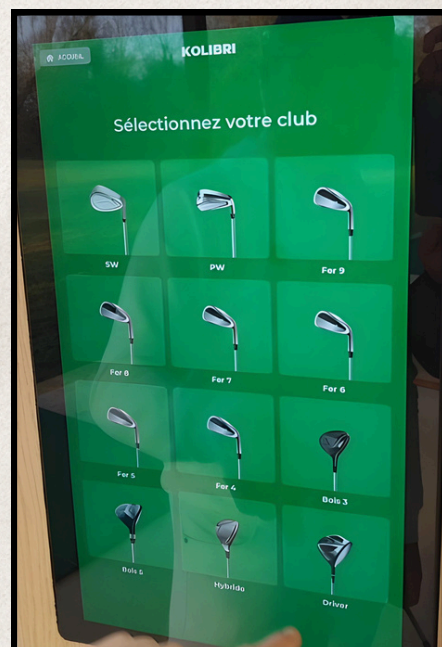 ACCUEIL
KOLIBRI
Sélectionnez votre club
SW
PW
Fer 9
Fer 8
Fer 7
Fer 6
Fer 5
Fer 4
Bois 3
Bois 5
Hybride
Driver